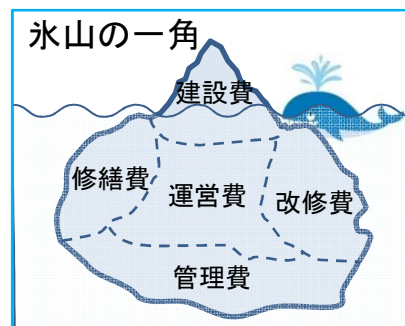 氷山の一角
建設費
修繕費
運営費
改修費
管理費